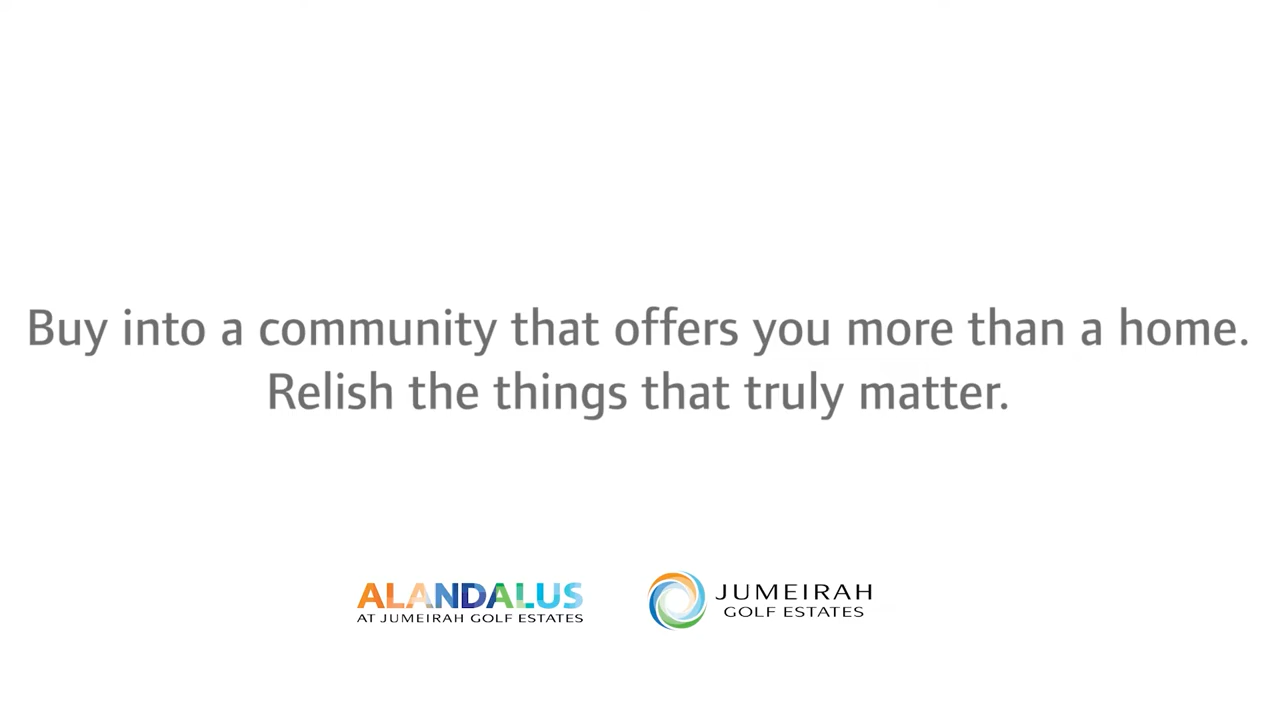 Buy into a community that offers you more than a home.
Relish the things that truly matter.
ALANDALUS
AT JUMEIRAH GOLF ESTATES
JUMEIRAH
GOLF ESTATES